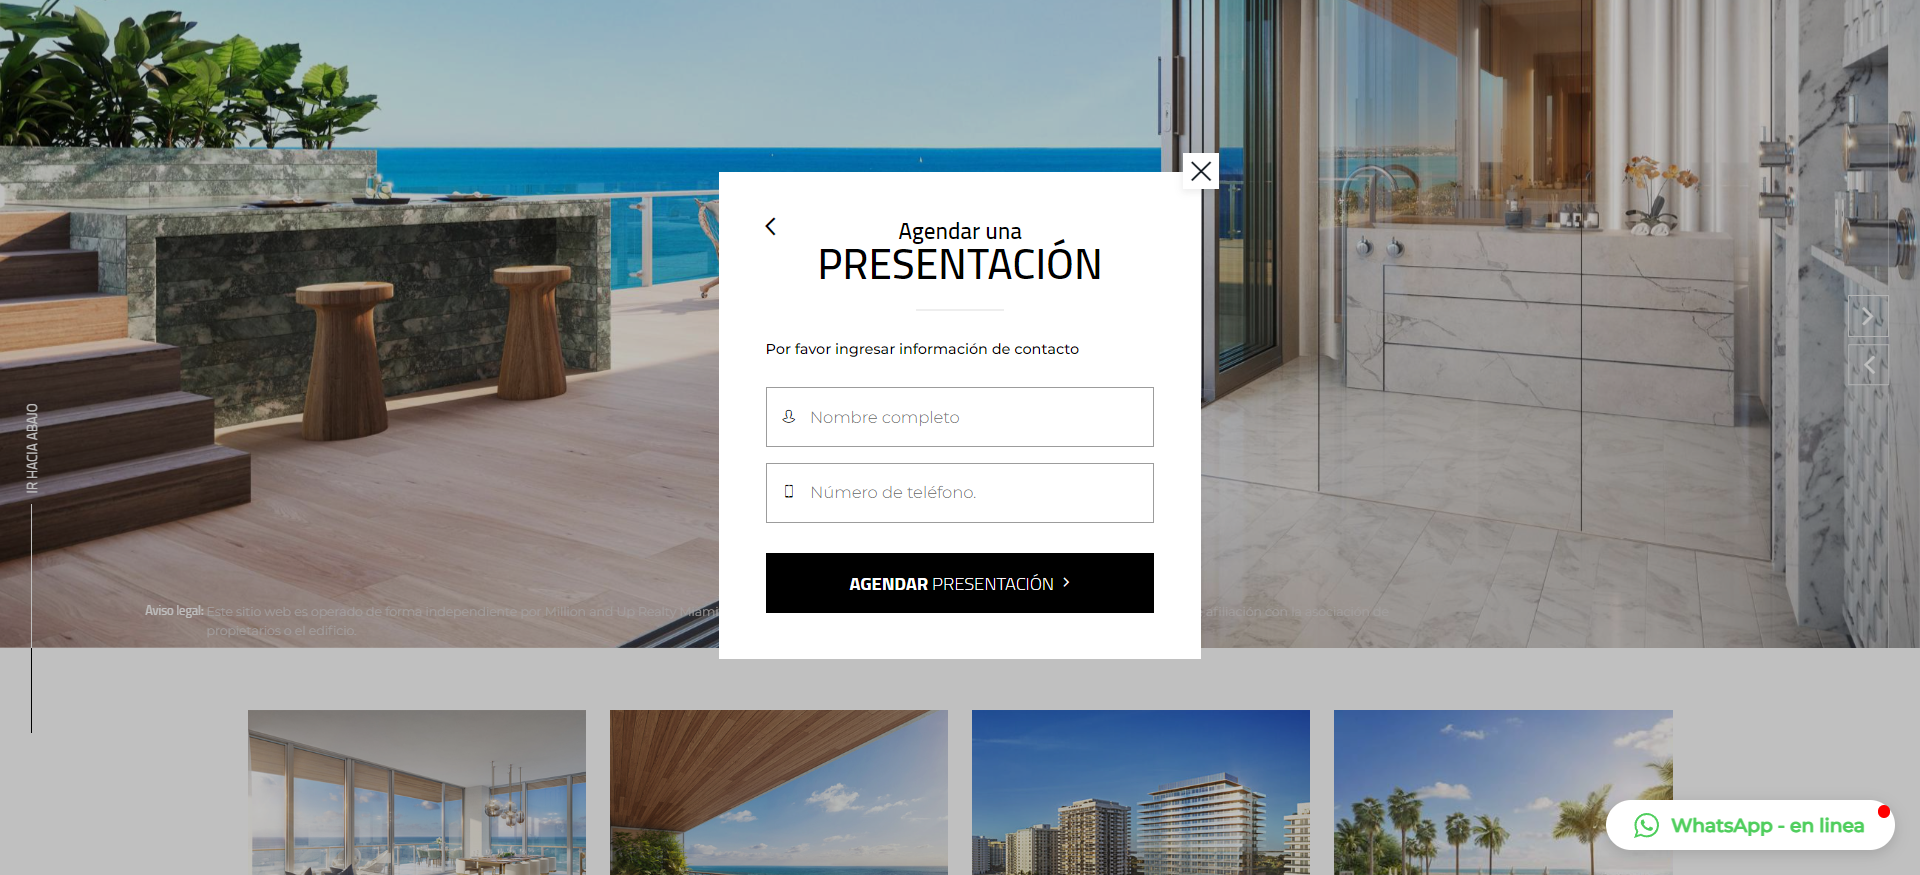 Agendar una
PRESENTACIÓN
Por favor ingresar información de contacto
Nombre completo
Número de teléfono.
AGENDAR PRESENTACIÓN
IR HACIA ABAJO
Aviso legal: Este sitio web es operado de forma independiente por Million and Up Realty Miami afiliación con la asociación de
propietarios o el edificio.
WhatsApp - en linea